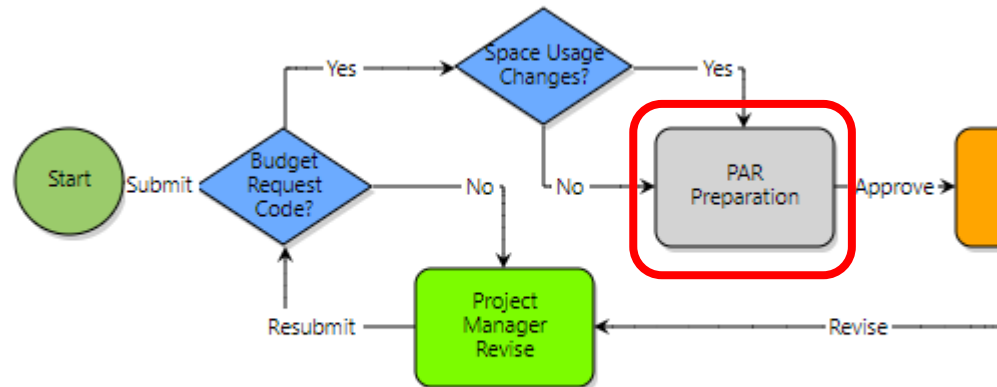 Space Usage
Changes?
Yes
Yes
Start
Submit
Budget
Request
Code?
No
No
PAR
Preparation
Approve
Project
Manager
Revise
Resubmit
Revise